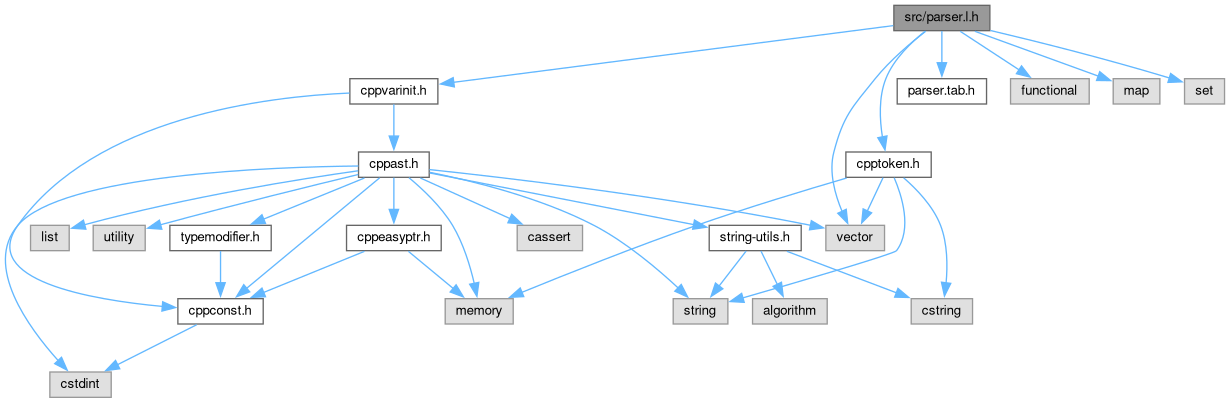 src/parser.l.h
cppvarinit.h
parser.tab.h
functional
map
set
cppast.h
cpptoken.h
list
utility
typemodifier.h
cppeasyptr.h
cassert
string-utils.h
vector
cppconst.h
memory
string
algorithm
cstring
cstdint